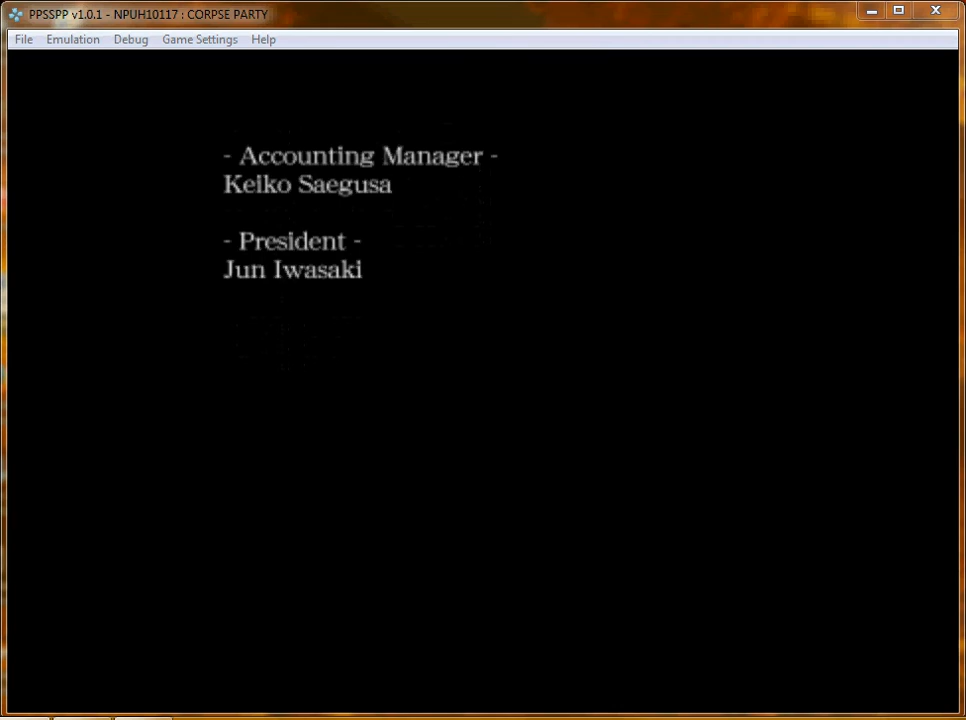 PPSSPP v1.0.1 - NPUH10117 : CORPSE PARTY
File Emulation Debug Game Settings Help
- Accounting Manager -
Keiko Saegusa
- President -
Jun Iwasaki